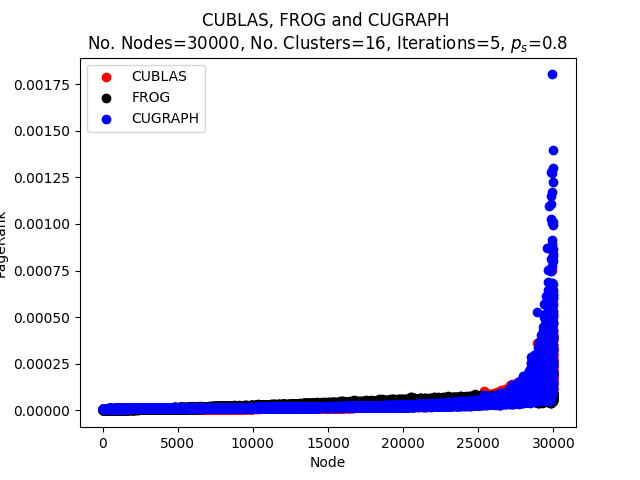 CUBLAS, FROG and CUGRAPH
No. Nodes=30000, No. Clusters=16, Iterations=5, pₛ=0.8
CUBLAS
FROG
CUGRAPH
0.00175
0.00150
0.00125
0.00100
0.00075
0.00050
0.00025
0.00000
PageRank
0 5000 10000 15000 20000 25000 30000
Node